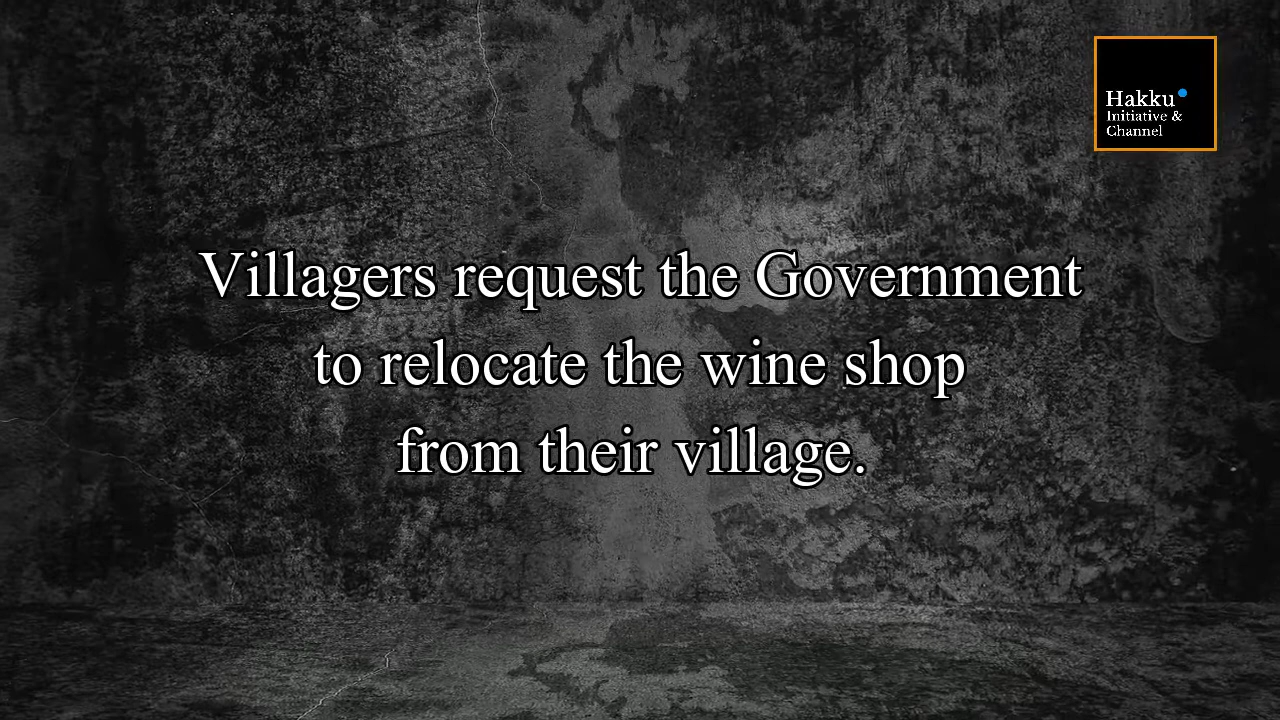 Hakku
Initiative &
Channel
Villagers request the Government
to relocate the wine shop
from their village.